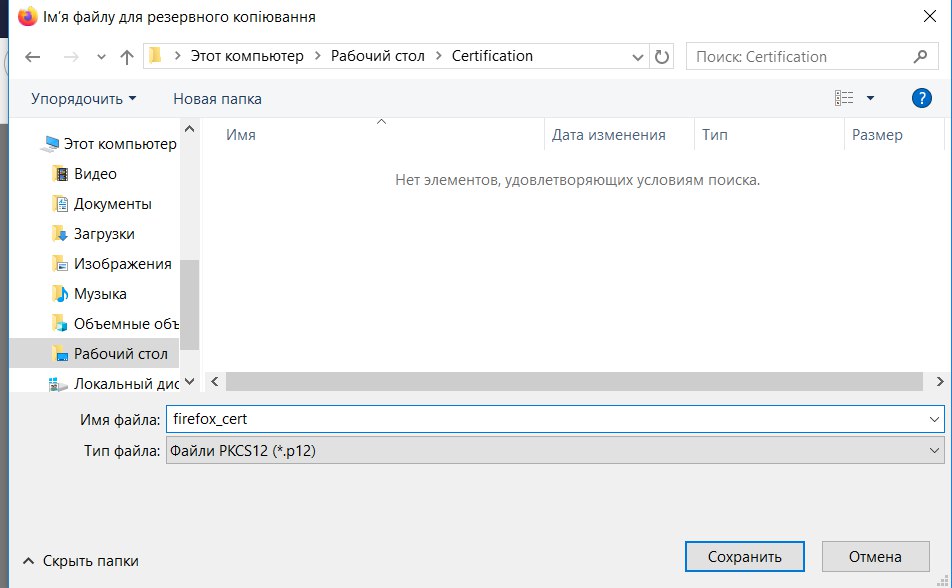 Ім’я файлу для резервного копіювання
Этот компьютер Рабочий стол Certification
Поиск: Certification
Упорядочить Новая папка
Имя Дата изменения Тип Размер
Нет элементов, удовлетворяющих условиям поиска.
Этот компьютер
Видео
Документы
Загрузки
Изображения
Музыка
Объемные объ
Рабочий стол
Локальный дис
Имя файла: firefox_cert
Тип файла: Файли PKCS12 (*.p12)
Скрыть папки
Сохранить Отмена